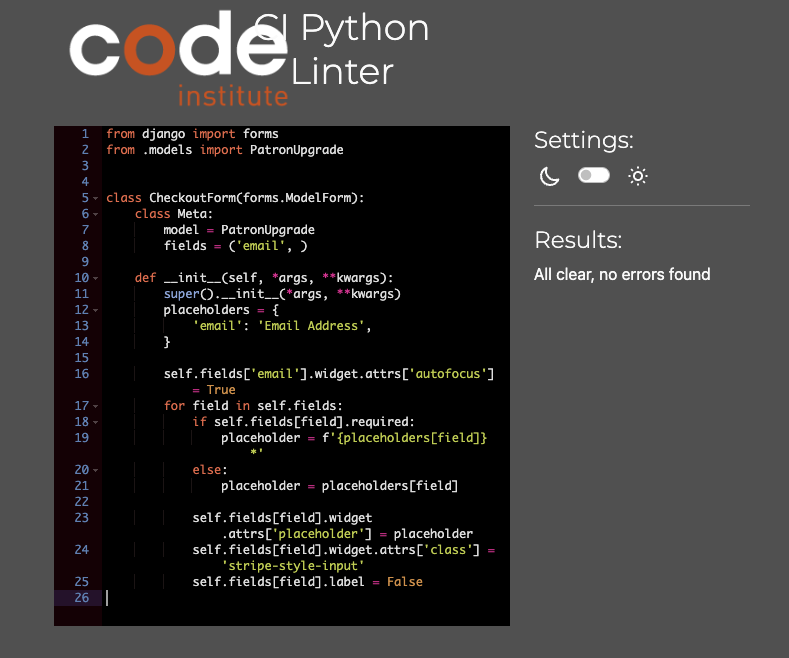 code
institute
CI Python
Linter
1 from django import forms
2 from .models import PatronUpgrade
3
4
5 class CheckoutForm(forms.ModelForm):
6 class Meta:
7 model = PatronUpgrade
8 fields = ('email', )
9
10 def __init__(self, *args, **kwargs):
11 super().__init__(*args, **kwargs)
12 placeholders = {
13 'email': 'Email Address',
14 }
15
16 self.fields['email'].widget.attrs['autofocus']
= True
17 for field in self.fields:
18 if self.fields[field].required:
19 placeholder = f'{placeholders[field]}
*'
20 else:
21 placeholder = placeholders[field]
22
23 self.fields[field].widget
.attrs['placeholder'] = placeholder
24 self.fields[field].widget.attrs['class'] =
'stripe-style-input'
25 self.fields[field].label = False
26
Settings:
Results:
All clear, no errors found